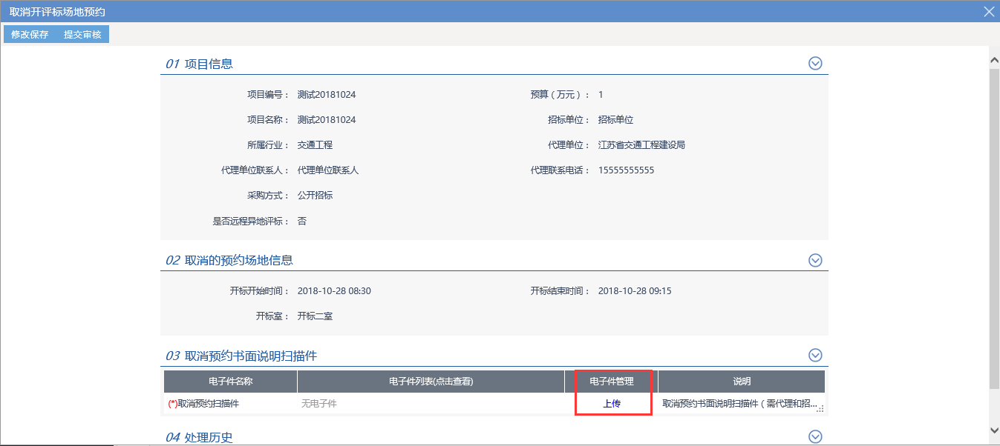 取消开评标场地预约
修改保存 提交审核
01 项目信息
项目编号： 测试20181024 预算（万元）： 1
项目名称： 测试20181024 招标单位： 招标单位
所属行业： 交通工程 代理单位： 江苏省交通工程建设局
代理单位联系人： 代理单位联系人 代理联系电话： 15555555555
采购方式： 公开招标
是否远程异地评标： 否
02 取消的预约场地信息
开标开始时间： 2018-10-28 08:30 开标结束时间： 2018-10-28 09:15
开标室： 开标二室
03 取消预约书面说明扫描件
电子件名称 电子件列表(点击查看) 电子件管理 说明
(*)取消预约扫描件 无电子件 上传 取消预约书面说明扫描件（需代理和招...
04 处理历史